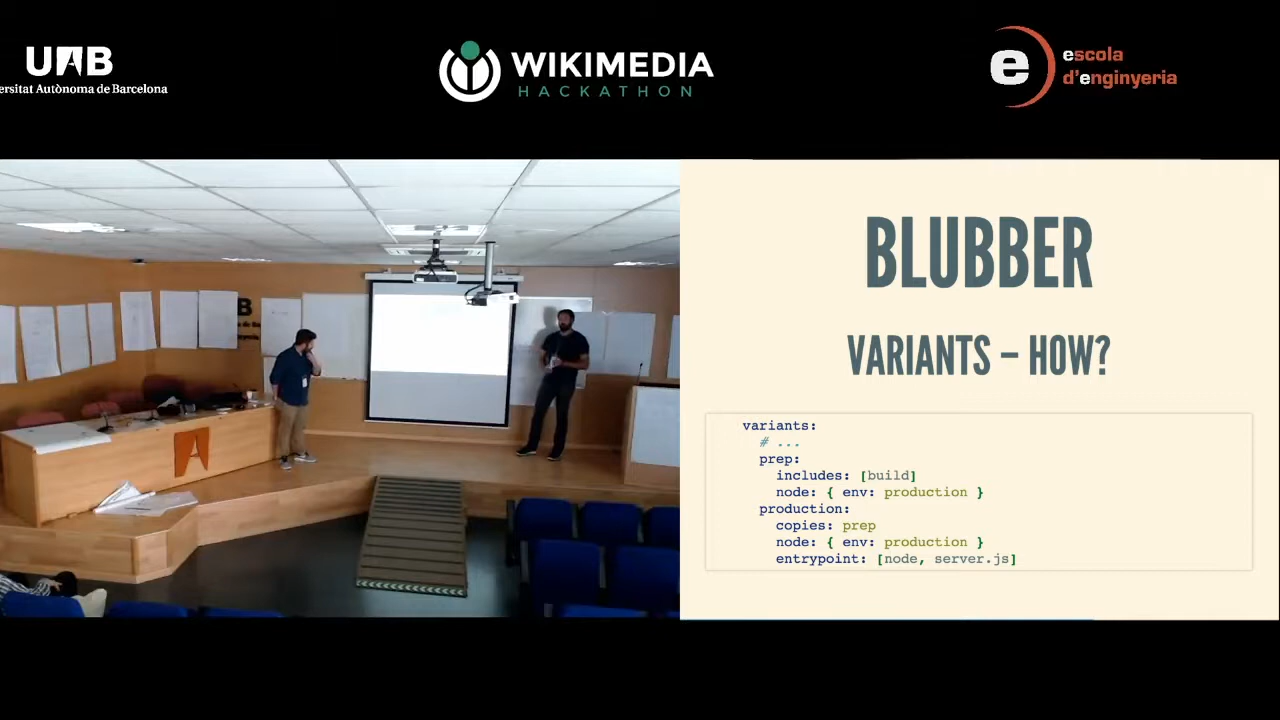 UAB
ersitat Autònoma de Barcelona
WIKIMEDIA
HACKATHON
e
escola
d'enginyeria
BLUBBER
VARIANTS – HOW?
variants:
# ...
prep:
includes: [build]
node: { env: production }
production:
copies: prep
node: { env: production }
entrypoint: [node, server.js]